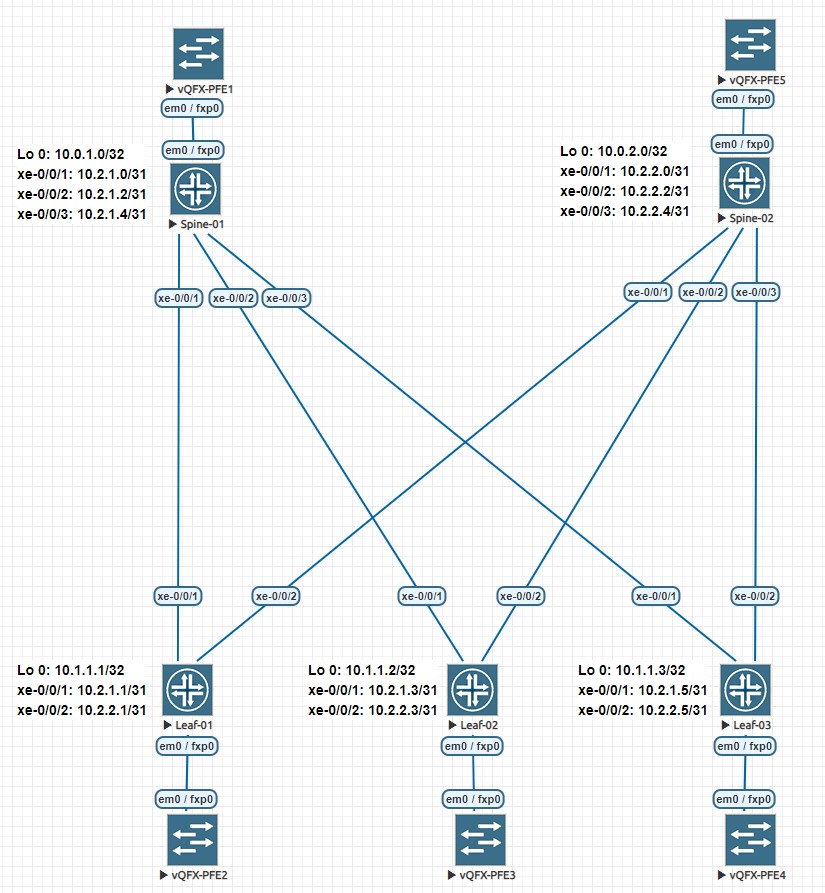 ▶ vQFX-PFE1
em0 / fxp0
em0 / fxp0
Lo 0: 10.0.1.0/32
xe-0/0/1: 10.2.1.0/31
xe-0/0/2: 10.2.1.2/31
xe-0/0/3: 10.2.1.4/31
▶ Spine-01
▶ vQFX-PFE5
em0 / fxp0
em0 / fxp0
Lo 0: 10.0.2.0/32
xe-0/0/1: 10.2.2.0/31
xe-0/0/2: 10.2.2.2/31
xe-0/0/3: 10.2.2.4/31
▶ Spine-02
xe-0/0/1
xe-0/0/2
xe-0/0/3
xe-0/0/1
xe-0/0/2
xe-0/0/3
xe-0/0/1
xe-0/0/2
xe-0/0/1
xe-0/0/2
xe-0/0/1
xe-0/0/2
Lo 0: 10.1.1.1/32
xe-0/0/1: 10.2.1.1/31
xe-0/0/2: 10.2.2.1/31
▶ Leaf-01
em0 / fxp0
em0 / fxp0
▶ vQFX-PFE2
Lo 0: 10.1.1.2/32
xe-0/0/1: 10.2.1.3/31
xe-0/0/2: 10.2.2.3/31
▶ Leaf-02
em0 / fxp0
em0 / fxp0
▶ vQFX-PFE3
Lo 0: 10.1.1.3/32
xe-0/0/1: 10.2.1.5/31
xe-0/0/2: 10.2.2.5/31
▶ Leaf-03
em0 / fxp0
em0 / fxp0
▶ vQFX-PFE4